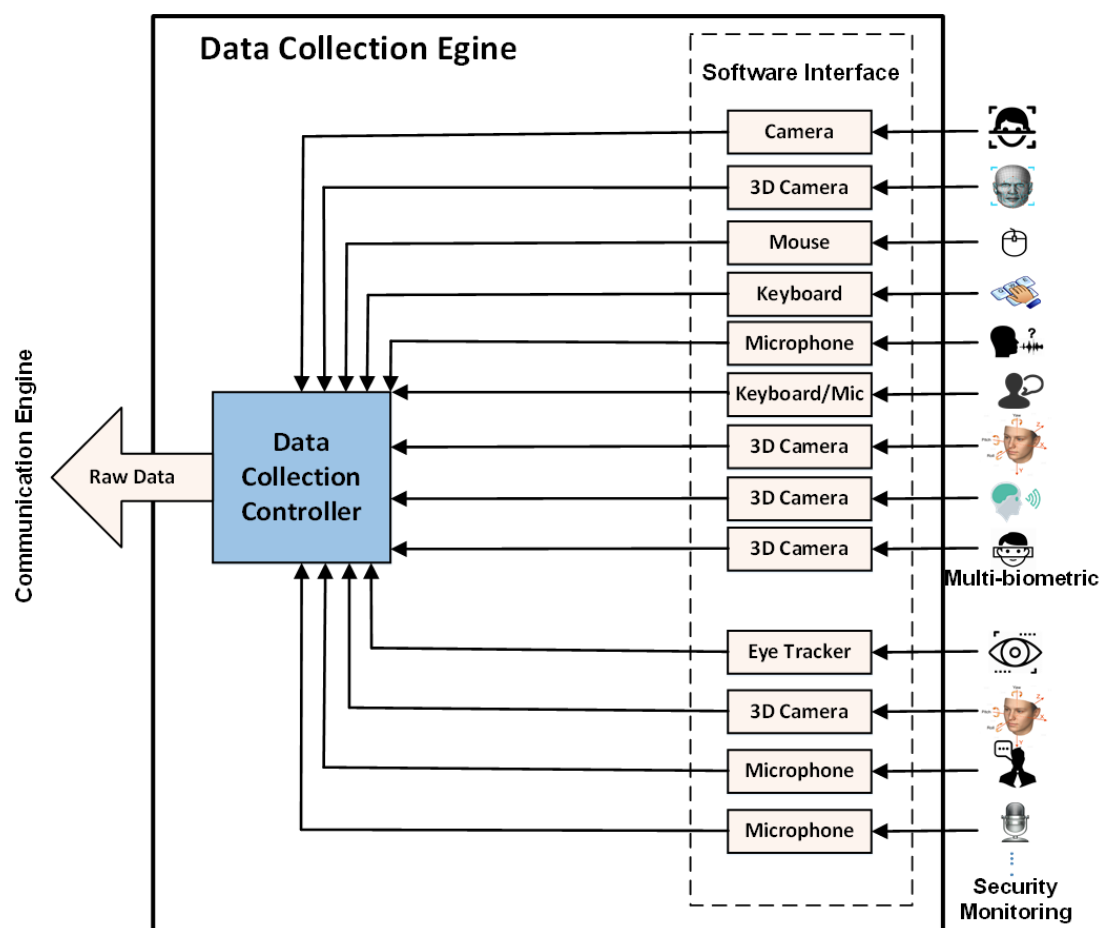 Data Collection Egine
Software Interface
Camera
3D Camera
Mouse
Keyboard
Microphone
?
Keyboard/Mic
3D Camera
3D Camera
3D Camera
Multi-biometric
Eye Tracker
3D Camera
Microphone
Microphone
Security
Monitoring
Data
Collection
Controller
Raw Data
Communication Engine